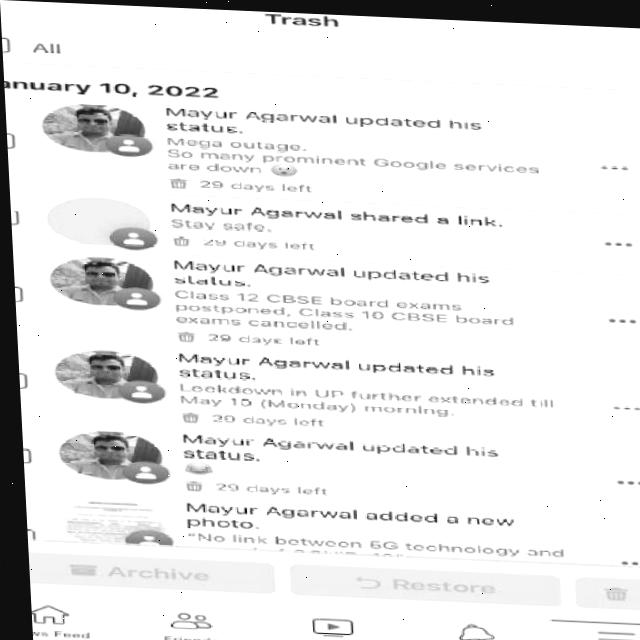 Trash
All
anuary 10, 2022
Mayur Agarwal updated his
status.
Mega outage.
So many prominent Google services
are down
29 days left
Mayur Agarwal shared a link.
Stay safe.
29 days left
Mayur Agarwal updated his
status.
Class 12 CBSE board exams
postponed, Class 10 CBSE board
exams cancelled.
29 days left
Mayur Agarwal updated his
status.
Lockdown in UP further extended till
May 10 (Monday) morning.
29 days left
Mayur Agarwal updated his
status.
29 days left
Mayur Agarwal added a new
photo.
"No link between 5G technology and
Archive
Restore
ws Feed